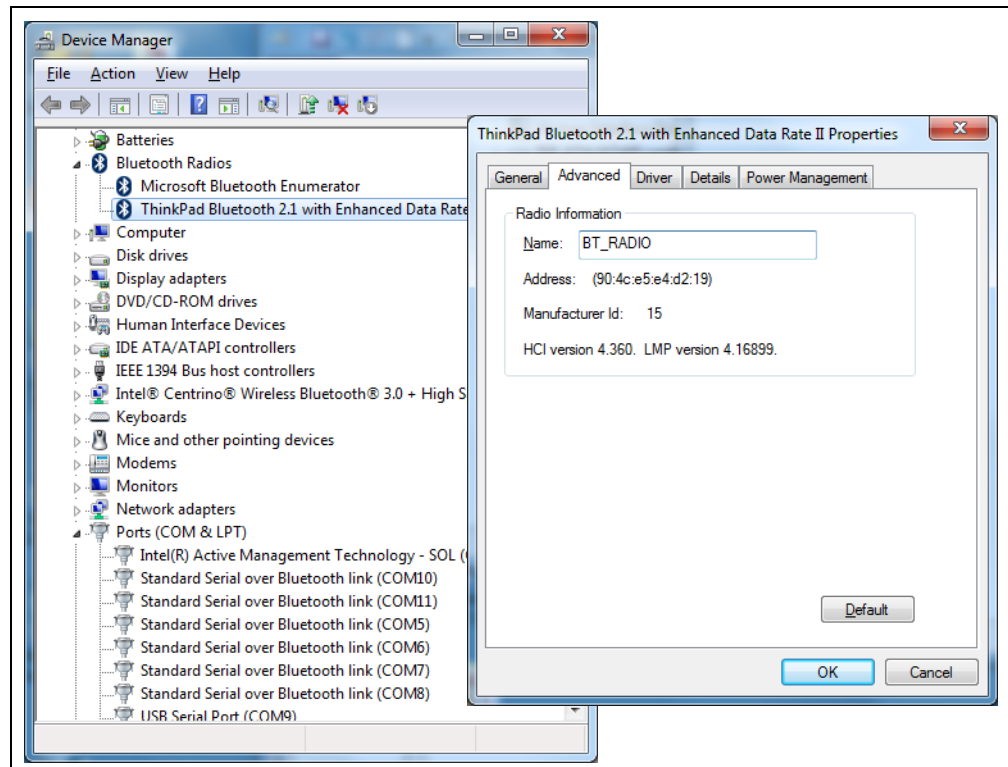 Device Manager
File Action View Help
Batteries
Bluetooth Radios
Microsoft Bluetooth Enumerator
ThinkPad Bluetooth 2.1 with Enhanced Data Rate
Computer
Disk drives
Display adapters
DVD/CD-ROM drives
Human Interface Devices
IDE ATA/ATAPI controllers
IEEE 1394 Bus host controllers
Intel® Centrino® Wireless Bluetooth® 3.0 + High S
Keyboards
Mice and other pointing devices
Modems
Monitors
Network adapters
Ports (COM & LPT)
Intel(R) Active Management Technology - SOL (
Standard Serial over Bluetooth link (COM10)
Standard Serial over Bluetooth link (COM11)
Standard Serial over Bluetooth link (COM5)
Standard Serial over Bluetooth link (COM6)
Standard Serial over Bluetooth link (COM7)
Standard Serial over Bluetooth link (COM8)
USB Serial Port (COM9)
ThinkPad Bluetooth 2.1 with Enhanced Data Rate II Properties
General Advanced Driver Details Power Management
Radio Information
Name: BT_RADIO
Address: (90:4c:e5:e4:d2:19)
Manufacturer Id: 15
HCI version 4.360. LMP version 4.16899.
Default
OK Cancel